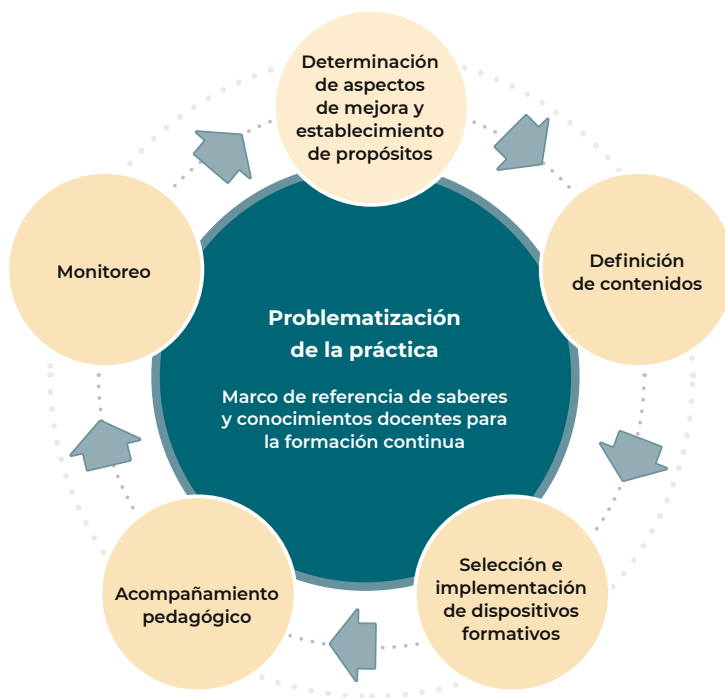 Determinación
de aspectos
de mejora y
establecimiento
de propósitos
Definición
de contenidos
Selección e
implementación
de dispositivos
formativos
Acompañamiento
pedagógico
Monitoreo
Problematización
de la práctica
Marco de referencia de saberes
y conocimientos docentes para
la formación continua